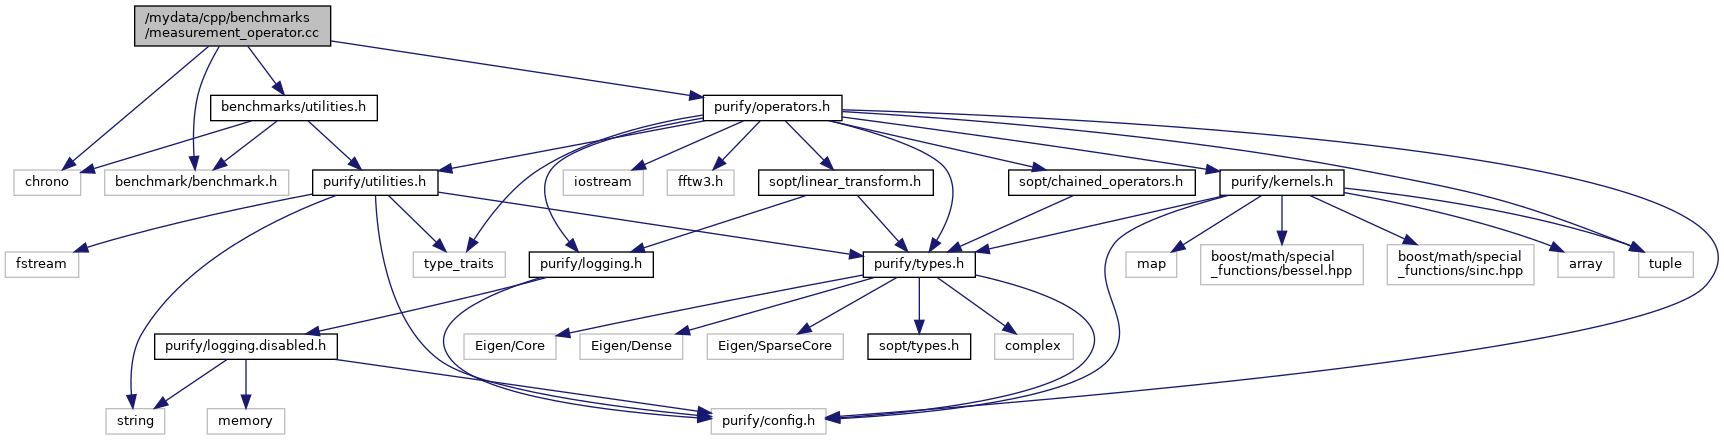 /mydata/cpp/benchmarks
/measurement_operator.cc
benchmarks/utilities.h
purify/operators.h
chrono
benchmark/benchmark.h
purify/utilities.h
iostream
fftw3.h
sopt/linear_transform.h
sopt/chained_operators.h
purify/kernels.h
fstream
type_traits
purify/logging.h
purify/types.h
map
boost/math/special
_functions/bessel.hpp
boost/math/special
_functions/sinc.hpp
array
tuple
purify/logging.disabled.h
Eigen/Core
Eigen/Dense
Eigen/SparseCore
sopt/types.h
complex
string
memory
purify/config.h